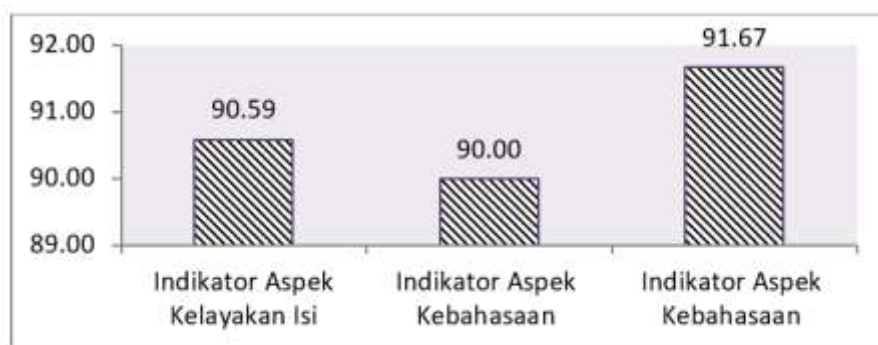 92.00
91.00
90.00
89.00
90.59
90.00
91.67
Indikator Aspek
Kelayakan Isi
Indikator Aspek
Kebahasaan
Indikator Aspek
Kebahasaan